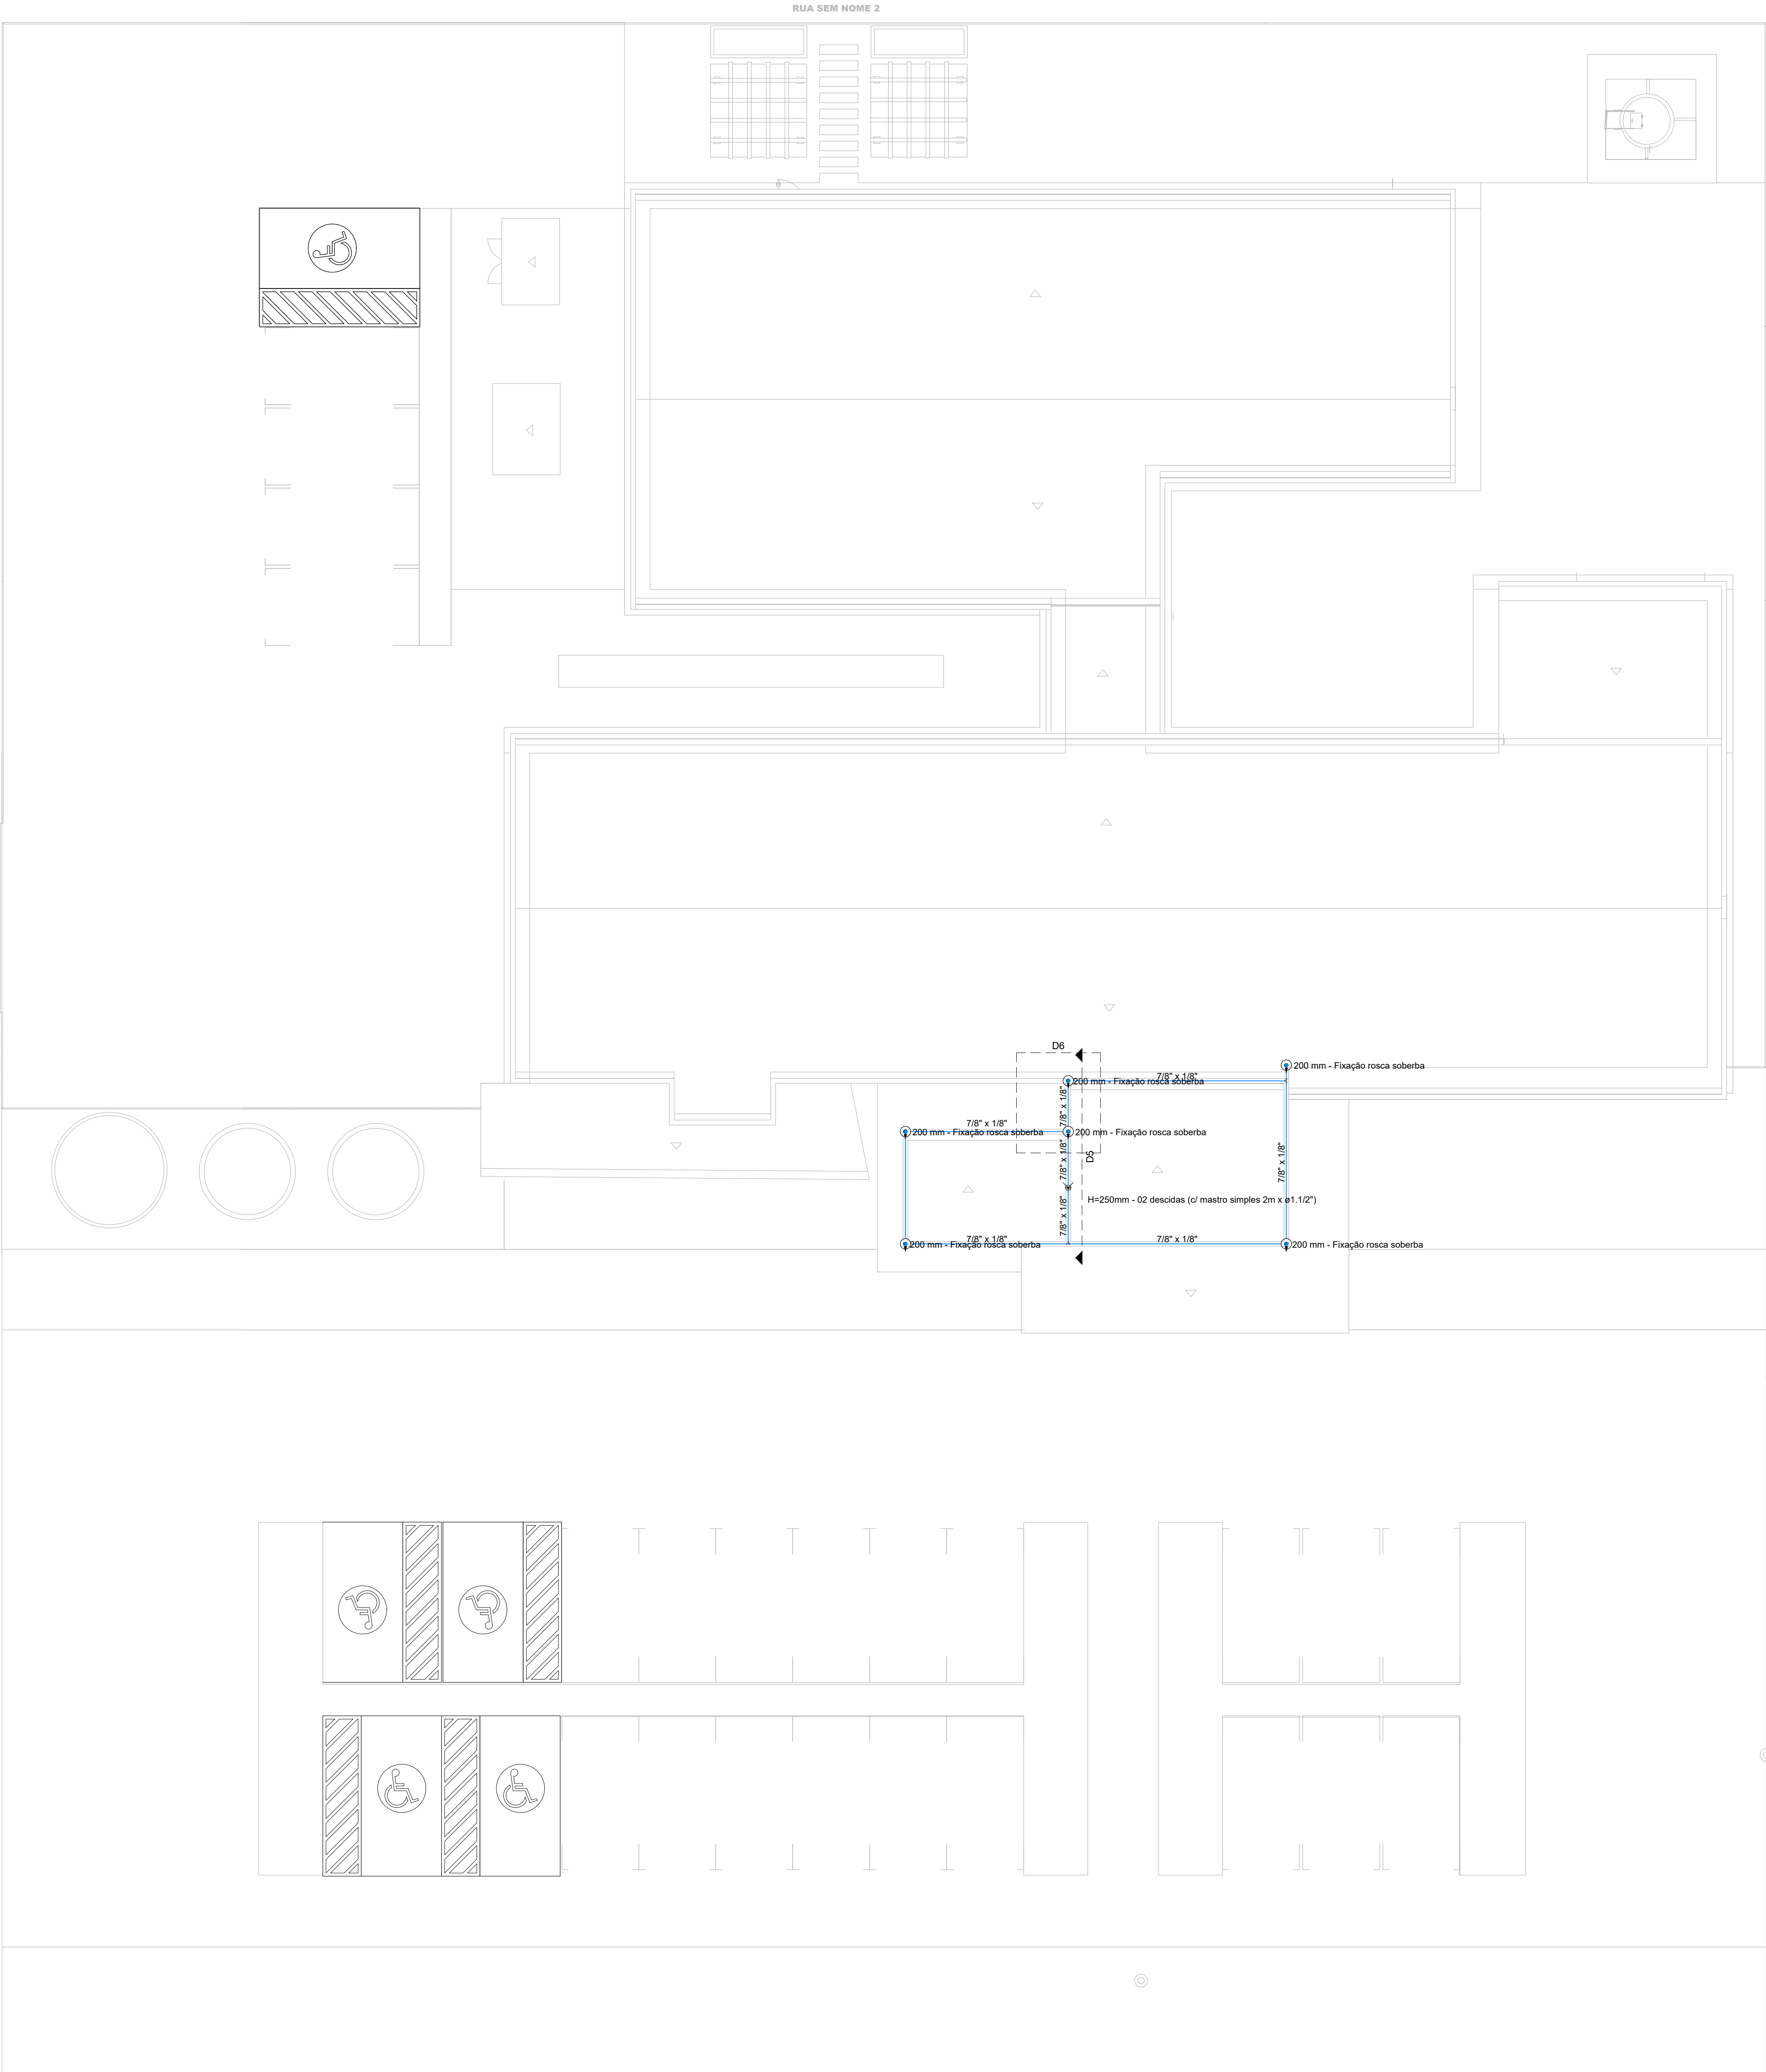 RUA SEM NOME 2
D6
200 mm - Fixação rosca soberba
7/8" x 1/8"
200 mm - Fixação rosca soberba
7/8" x 1/8"
7/8" x 1/8"
200 mm - Fixação rosca soberba
200 mm - Fixação rosca soberba
7/8" x 1/8"
D5
7/8" x 1/8"
H=250mm - 02 descidas (c/ mastro simples 2m x ø1.1/2")
7/8" x 1/8"
7/8" x 1/8"
7/8" x 1/8"
200 mm - Fixação rosca soberba
200 mm - Fixação rosca soberba